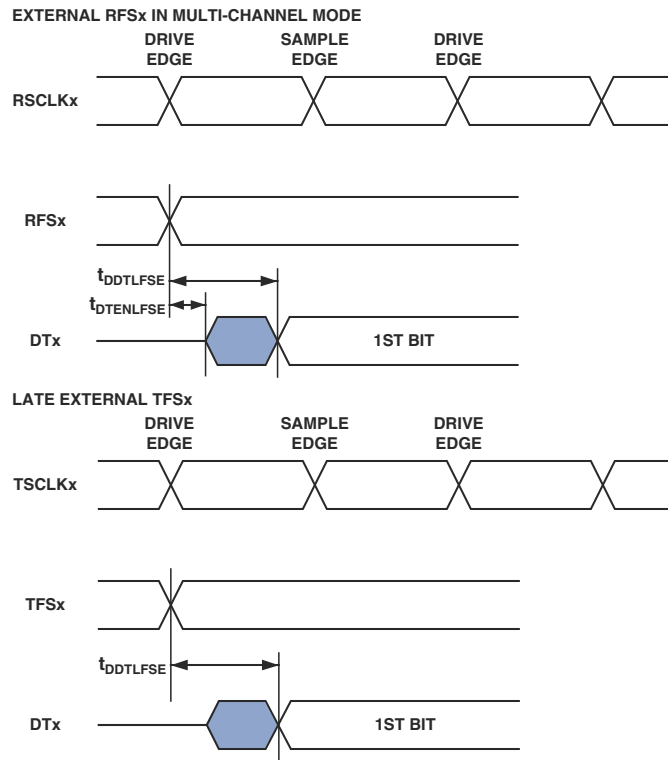 EXTERNAL RFSx IN MULTI-CHANNEL MODE
DRIVE EDGE
SAMPLE EDGE
DRIVE EDGE
RSCLKx
RFSx
tDDTLFSE
tDTENLFSE
DTx
1ST BIT
LATE EXTERNAL TFSx
DRIVE EDGE
SAMPLE EDGE
DRIVE EDGE
TSCLKx
TFSx
tDDTLFSE
DTx
1ST BIT